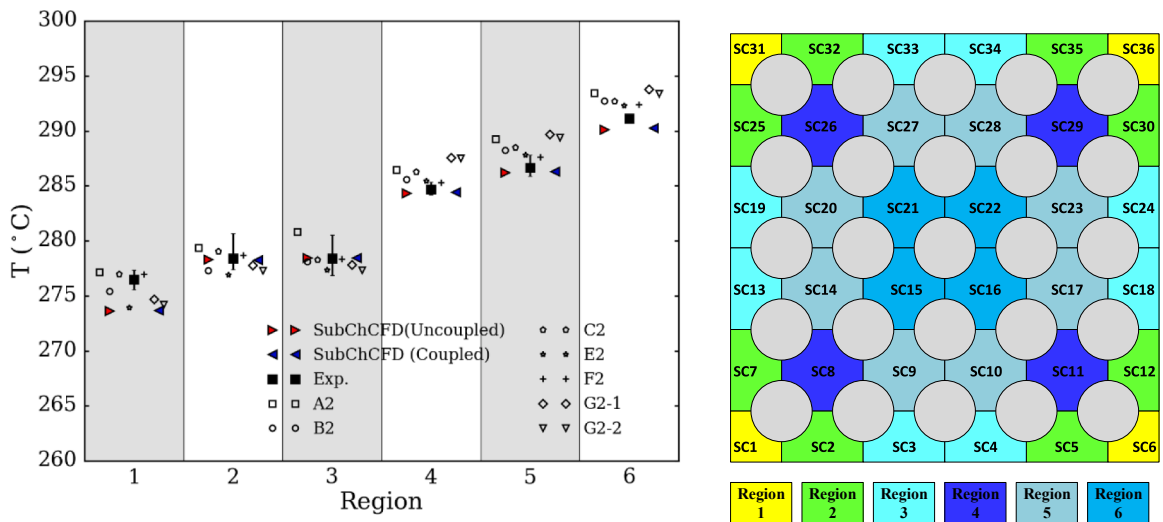 300
295
290
285
280
275
270
265
260
T (°C)
1 2 3 4 5 6
Region
SubChCFD(Uncoupled)
SubChCFD (Coupled)
Exp.
A2
B2
C2
E2
F2
G2-1
G2-2
SC31 SC32 SC33 SC34 SC35 SC36
SC25 SC26 SC27 SC28 SC29 SC30
SC19 SC20 SC21 SC22 SC23 SC24
SC13 SC14 SC15 SC16 SC17 SC18
SC7 SC8 SC9 SC10 SC11 SC12
SC1 SC2 SC3 SC4 SC5 SC6
Region Region Region Region Region Region
1 2 3 4 5 6